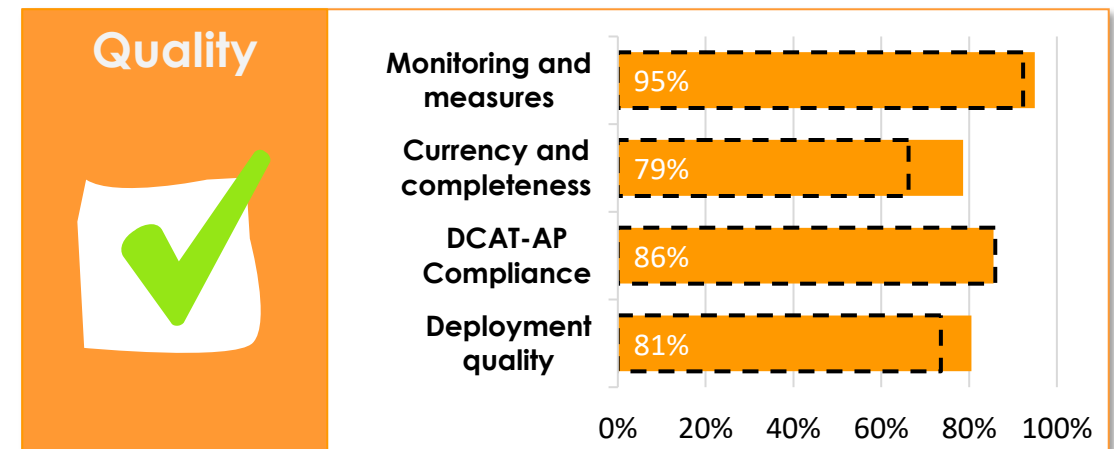 Quality
Monitoring and
measures
95%
Currency and
completeness
79%
DCAT-AP
Compliance
86%
Deployment
quality
81%
0% 20% 40% 60% 80% 100%